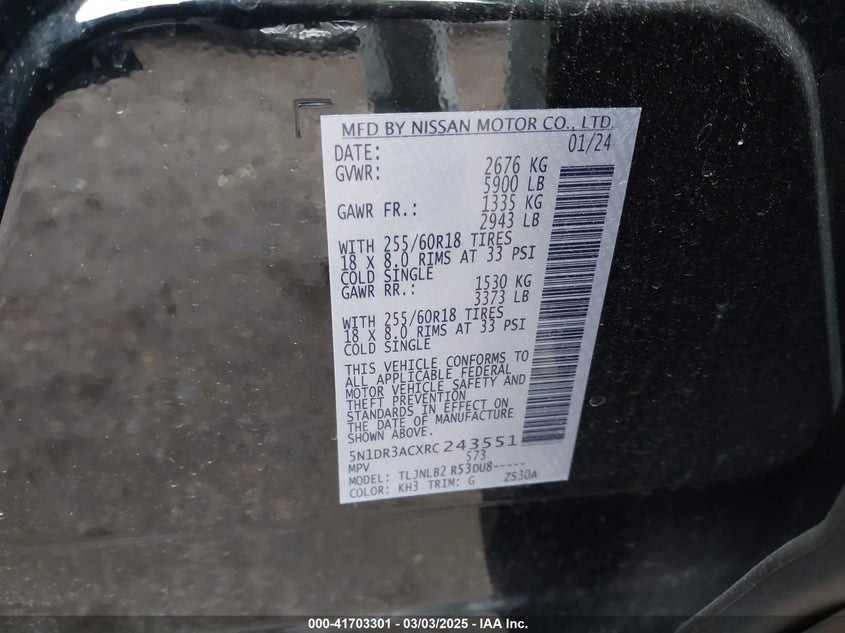 MFD BY NISSAN MOTOR CO., LTD.
DATE: 01/24
GVWR: 2676 KG
5900 LB
GAWR FR.: 1335 KG
2943 LB
WITH 255/60R18 TIRES
18 X 8.0 RIMS AT 33 PSI
COLD SINGLE
GAWR RR.: 1530 KG
3373 LB
WITH 255/60R18 TIRES
18 X 8.0 RIMS AT 33 PSI
COLD SINGLE
THIS VEHICLE CONFORMS TO
ALL APPLICABLE FEDERAL
MOTOR VEHICLE SAFETY AND
THEFT PREVENTION
STANDARDS IN EFFECT ON
THE DATE OF MANUFACTURE
SHOWN ABOVE.
5N1DR3ACXRC243551
MPV 573
MODEL: TLJNLB2 R53DU8-----
COLOR: KH3 TRIM: G ZS30A
000-41703301 / 03/03/2025 - IAA Inc.